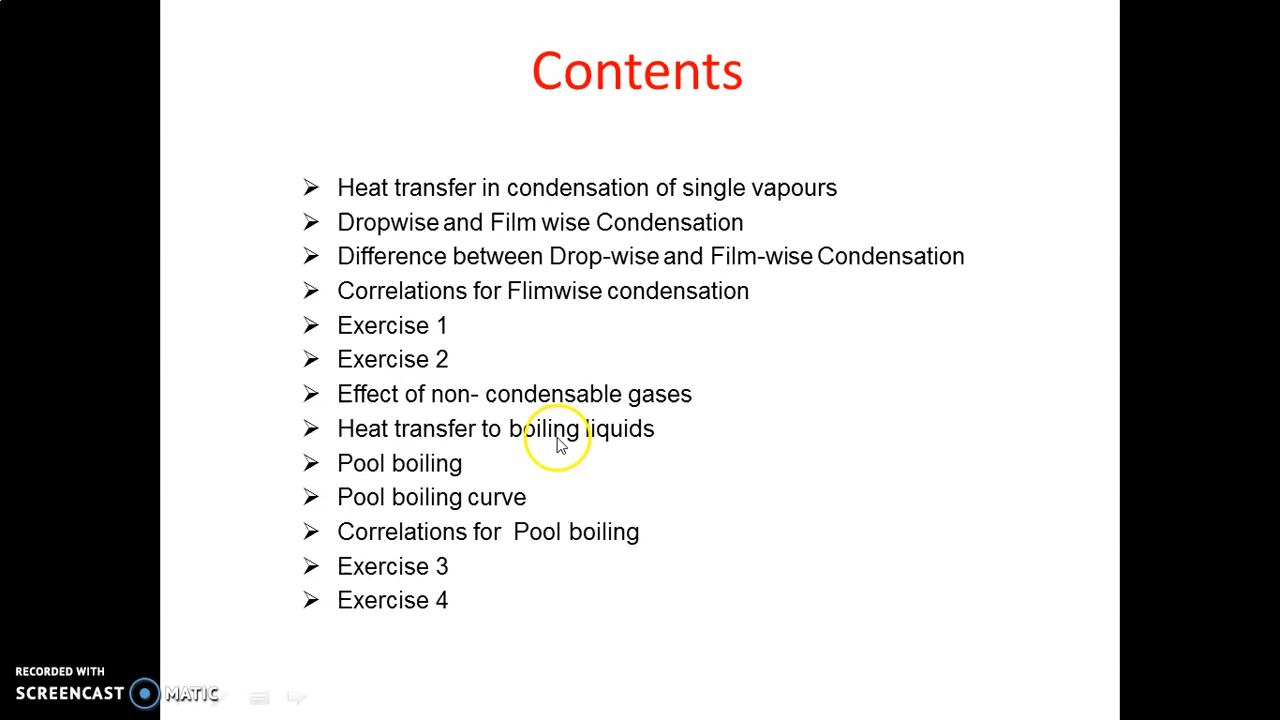 Contents
Heat transfer in condensation of single vapours
Dropwise and Film wise Condensation
Difference between Drop-wise and Film-wise Condensation
Correlations for Flimwise condensation
Exercise 1
Exercise 2
Effect of non- condensable gases
Heat transfer to boiling liquids
Pool boiling
Pool boiling curve
Correlations for Pool boiling
Exercise 3
Exercise 4
RECORDED WITH
SCREENCAST MATIC